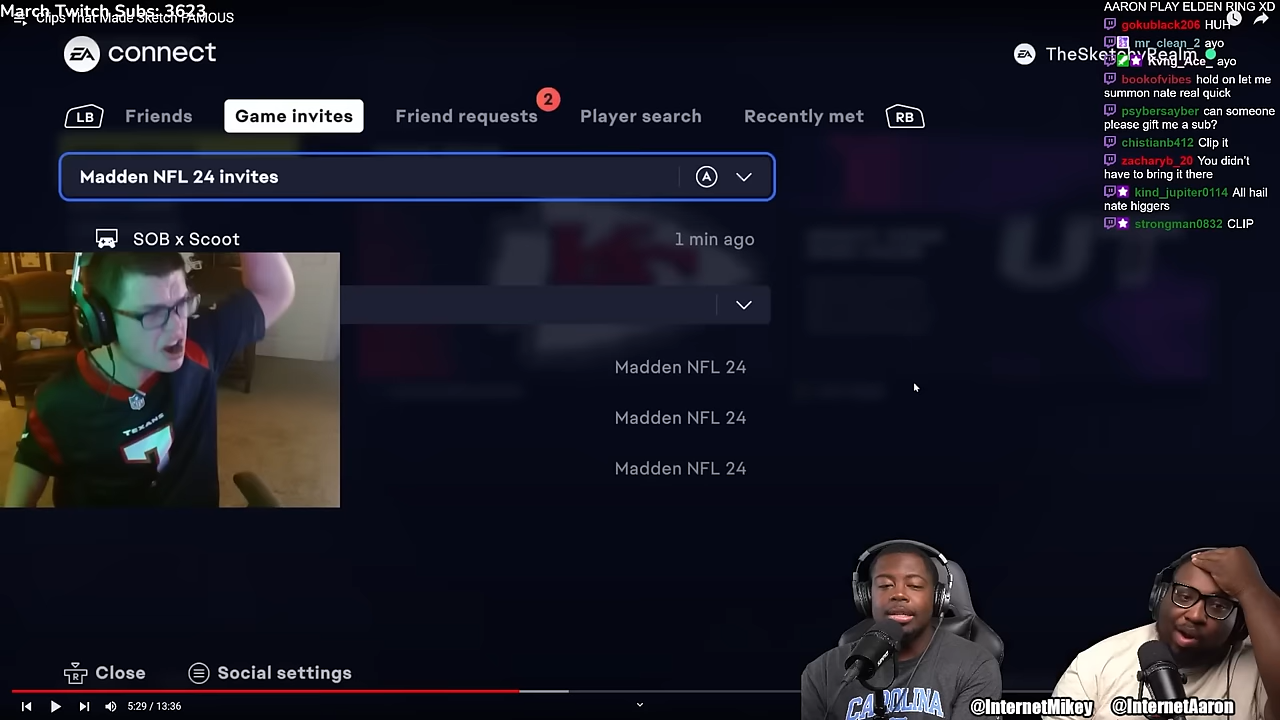 March Twitch Subs: 3623
Clips That Made Sketch FAMOUS
EA connect
EA TheSketchyRealm
LB Friends Game invites Friend requests 2 Player search Recently met RB
Madden NFL 24 invites A
SOB x Scoot 1 min ago
Madden NFL 24
Madden NFL 24
Madden NFL 24
TEXANS
7
R Close Social settings
5:29 / 13:36
AARON PLAY ELDEN RING XD
gokublack206 HUH
mr_clean_2 ayo
Kvng_Ace_ ayo
bookofvibes hold on let me
summon nate real quick
psybersayber can someone
please gift me a sub?
chistianb412 Clip it
zacharyb_20 You didn't
have to bring it there
kind_jupiter0114 All hail
nate higgers
strongman0832 CLIP
CAROLINA
@InternetMikey @InternetAaron